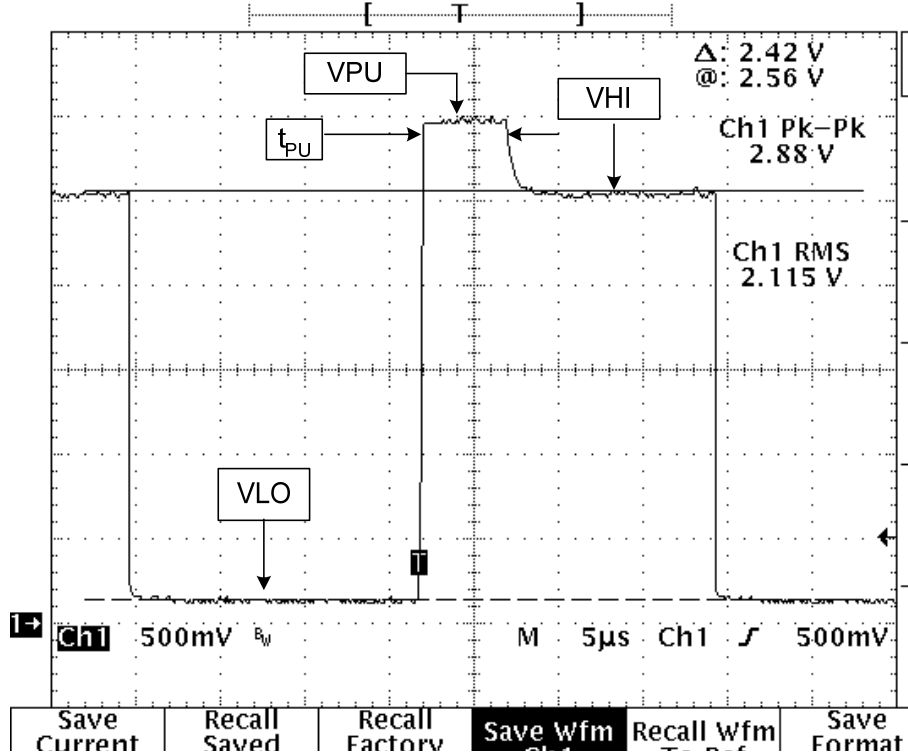 [ T ]
Δ: 2.42 V
@: 2.56 V
VPU
VHI
tPU
Ch1 Pk-Pk
2.88 V
Ch1 RMS
2.115 V
VLO
T
1→
Ch1 500mV BW M 5µs Ch1 500mV
Save
Current
Recall
Saved
Recall
Factory
Save Wfm
Ch1
Recall Wfm
To Ref
Save
Format